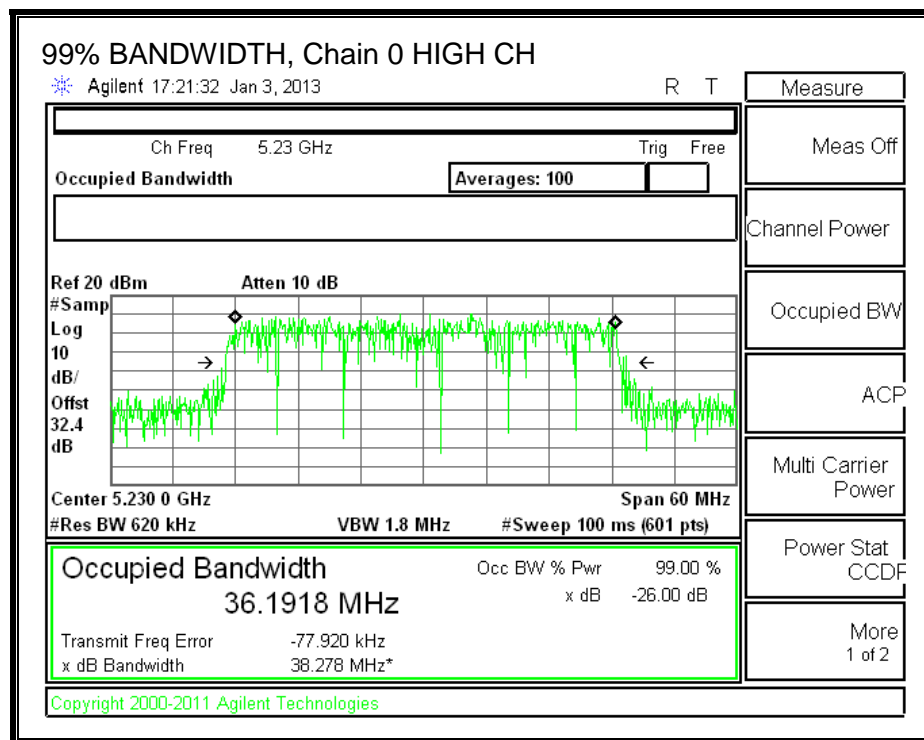 99% BANDWIDTH, Chain 0 HIGH CH
Agilent 17:21:32 Jan 3, 2013 R T
Measure
Ch Freq 5.23 GHz Trig Free
Occupied Bandwidth Averages: 100
Ref 20 dBm Atten 10 dB
#Samp
Log
10
dB/
Offst
32.4
dB
Center 5.230 0 GHz Span 60 MHz
#Res BW 620 kHz VBW 1.8 MHz #Sweep 100 ms (601 pts)
Occupied Bandwidth Occ BW % Pwr 99.00 %
36.1918 MHz x dB -26.00 dB
Transmit Freq Error -77.920 kHz
x dB Bandwidth 38.278 MHz*
Copyright 2000-2011 Agilent Technologies
Meas Off
Channel Power
Occupied BW
ACP
Multi Carrier
Power
Power Stat
CCDF
More
1 of 2